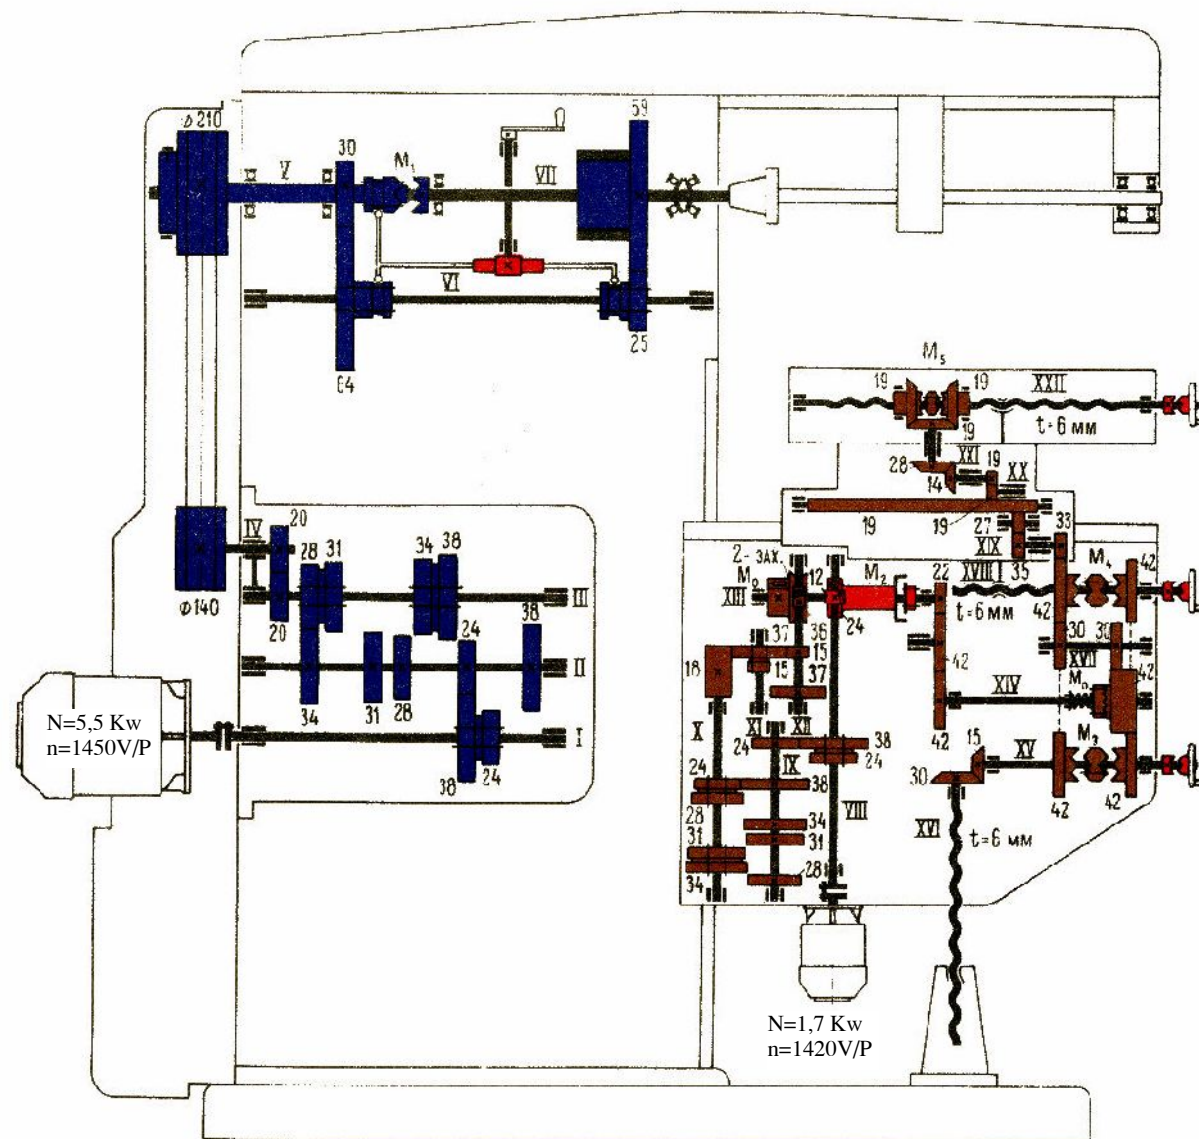 ϕ210
30
M₁
59
V
VII
VI
64
25
M₅
19
19
XXII
19
t=6 мм
28
XXI
19
14
XX
19
19
27
33
IV
20
28
31
34
38
XIX
2-ЗАХ.
M₀
12
M₂
22
XVIII
35
M₄
42
XIII
III
ϕ140
20
24
38
24
t=6 мм
42
37
36
30
30
15
18
15
37
42
XVII
42
II
M₀
XIV
34
31
28
N=5,5 Kw
n=1450V/P
X
XI
XII
M₃
I
24
38
15
XV
42
IX
24
38
24
24
38
30
42
42
28
VIII
31
34
31
XVI
t=6 мм
34
28
N=1,7 Kw
n=1420V/P